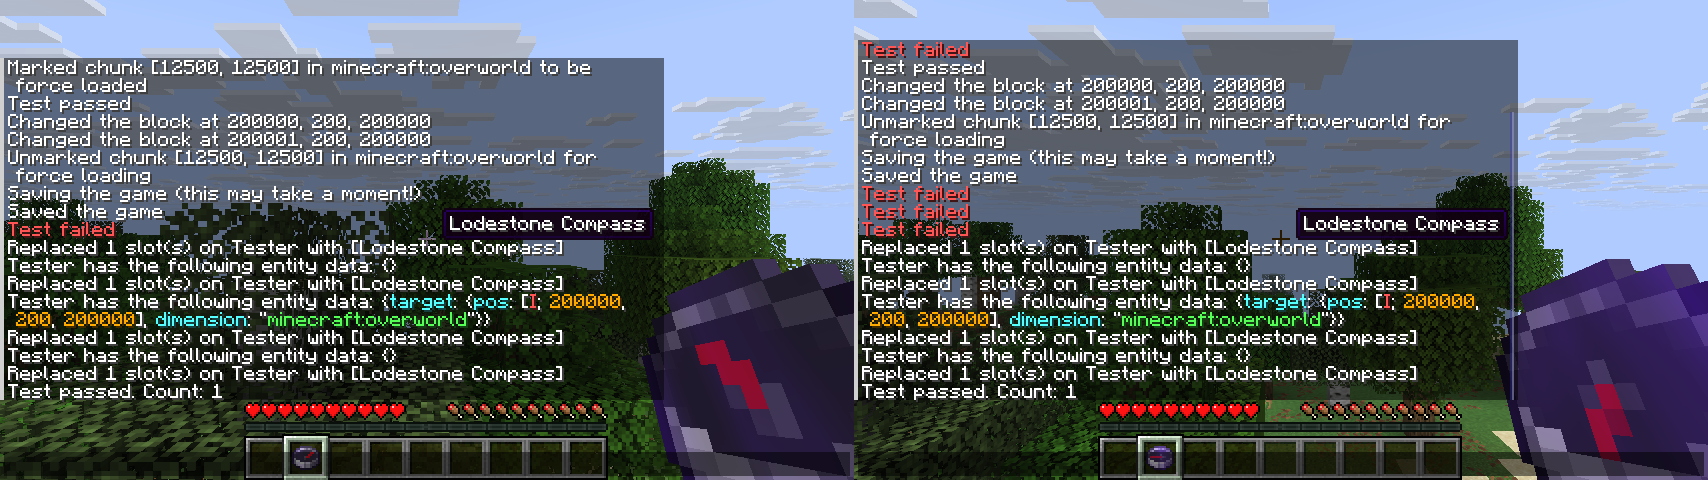 Marked chunk [12500, 12500] in minecraft:overworld to be
force loaded
Test passed
Changed the block at 200000, 200, 200000
Changed the block at 200001, 200, 200000
Unmarked chunk [12500, 12500] in minecraft:overworld for
force loading
Saving the game (this may take a moment!)
Saved the game
Test failed
Lodestone Compass
Replaced 1 slot(s) on Tester with [Lodestone Compass]
Tester has the following entity data: {}
Replaced 1 slot(s) on Tester with [Lodestone Compass]
Tester has the following entity data: {target: {pos: [I; 200000,
200, 200000], dimension: "minecraft:overworld"}}
Replaced 1 slot(s) on Tester with [Lodestone Compass]
Tester has the following entity data: {}
Replaced 1 slot(s) on Tester with [Lodestone Compass]
Test passed. Count: 1
Test failed
Test passed
Changed the block at 200000, 200, 200000
Changed the block at 200001, 200, 200000
Unmarked chunk [12500, 12500] in minecraft:overworld for
force loading
Saving the game (this may take a moment!)
Saved the game
Test failed
Test failed
Test failed
Lodestone Compass
Replaced 1 slot(s) on Tester with [Lodestone Compass]
Tester has the following entity data: {}
Replaced 1 slot(s) on Tester with [Lodestone Compass]
Tester has the following entity data: {target: {pos: [I; 200000,
200, 200000], dimension: "minecraft:overworld"}}
Replaced 1 slot(s) on Tester with [Lodestone Compass]
Tester has the following entity data: {}
Replaced 1 slot(s) on Tester with [Lodestone Compass]
Test passed. Count: 1